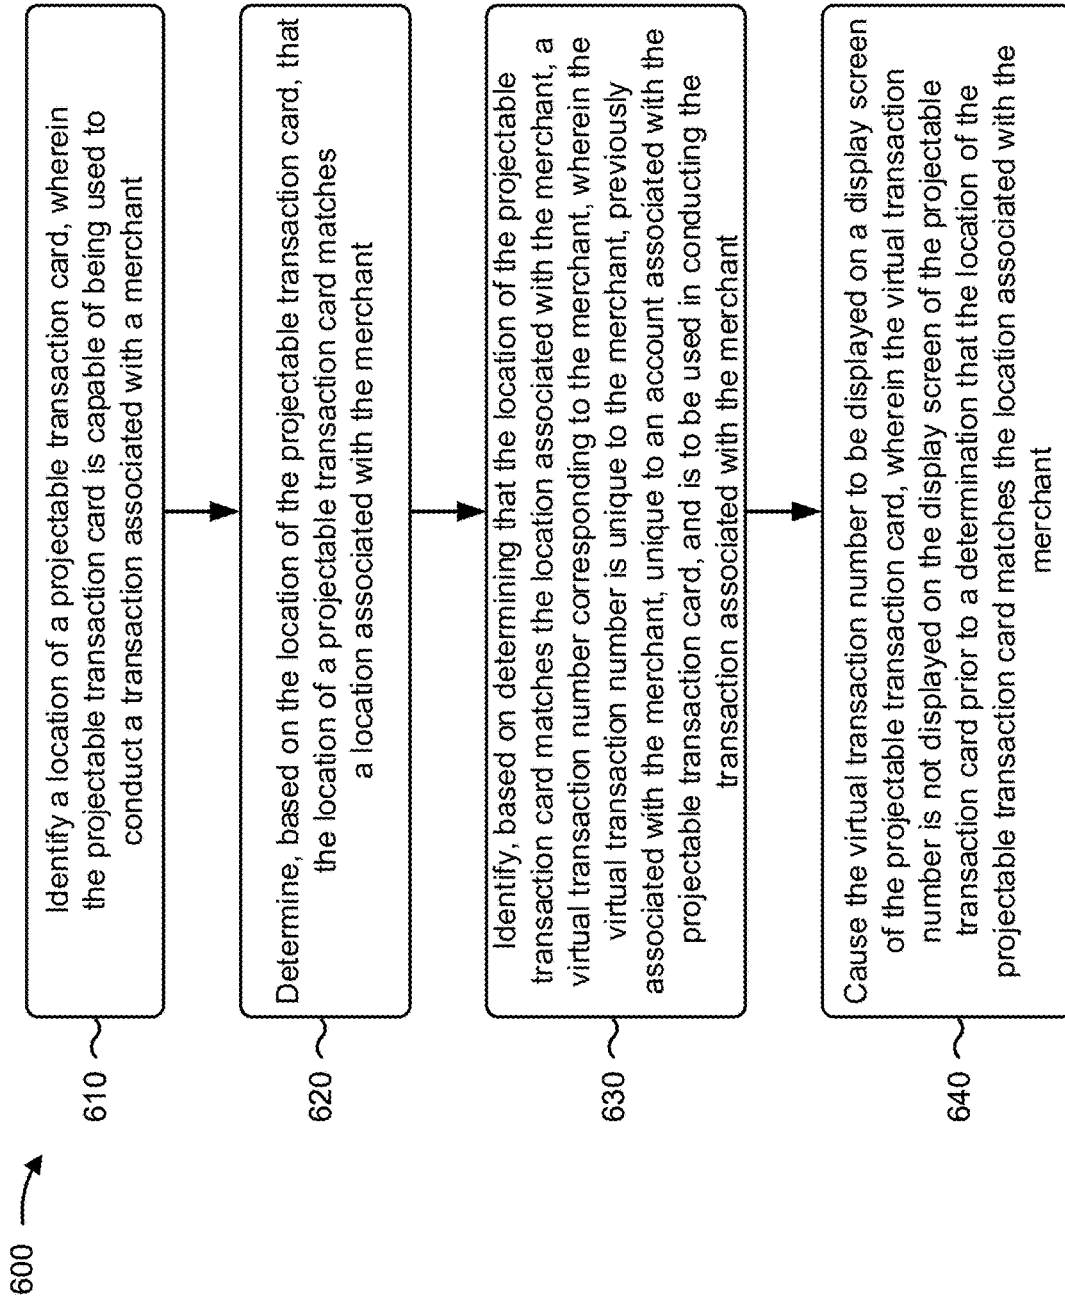 600
610
Identify a location of a projectable transaction card, wherein
the projectable transaction card is capable of being used to
conduct a transaction associated with a merchant
620
Determine, based on the location of the projectable transaction card, that
the location of a projectable transaction card matches
a location associated with the merchant
630
Identify, based on determining that the location of the projectable
transaction card matches the location associated with the merchant, a
virtual transaction number corresponding to the merchant, wherein the
virtual transaction number is unique to the merchant, previously
associated with the merchant, unique to an account associated with the
projectable transaction card, and is to be used in conducting the
transaction associated with the merchant
640
Cause the virtual transaction number to be displayed on a display screen
of the projectable transaction card, wherein the virtual transaction
number is not displayed on the display screen of the projectable
transaction card prior to a determination that the location of the
projectable transaction card matches the location associated with the
merchant